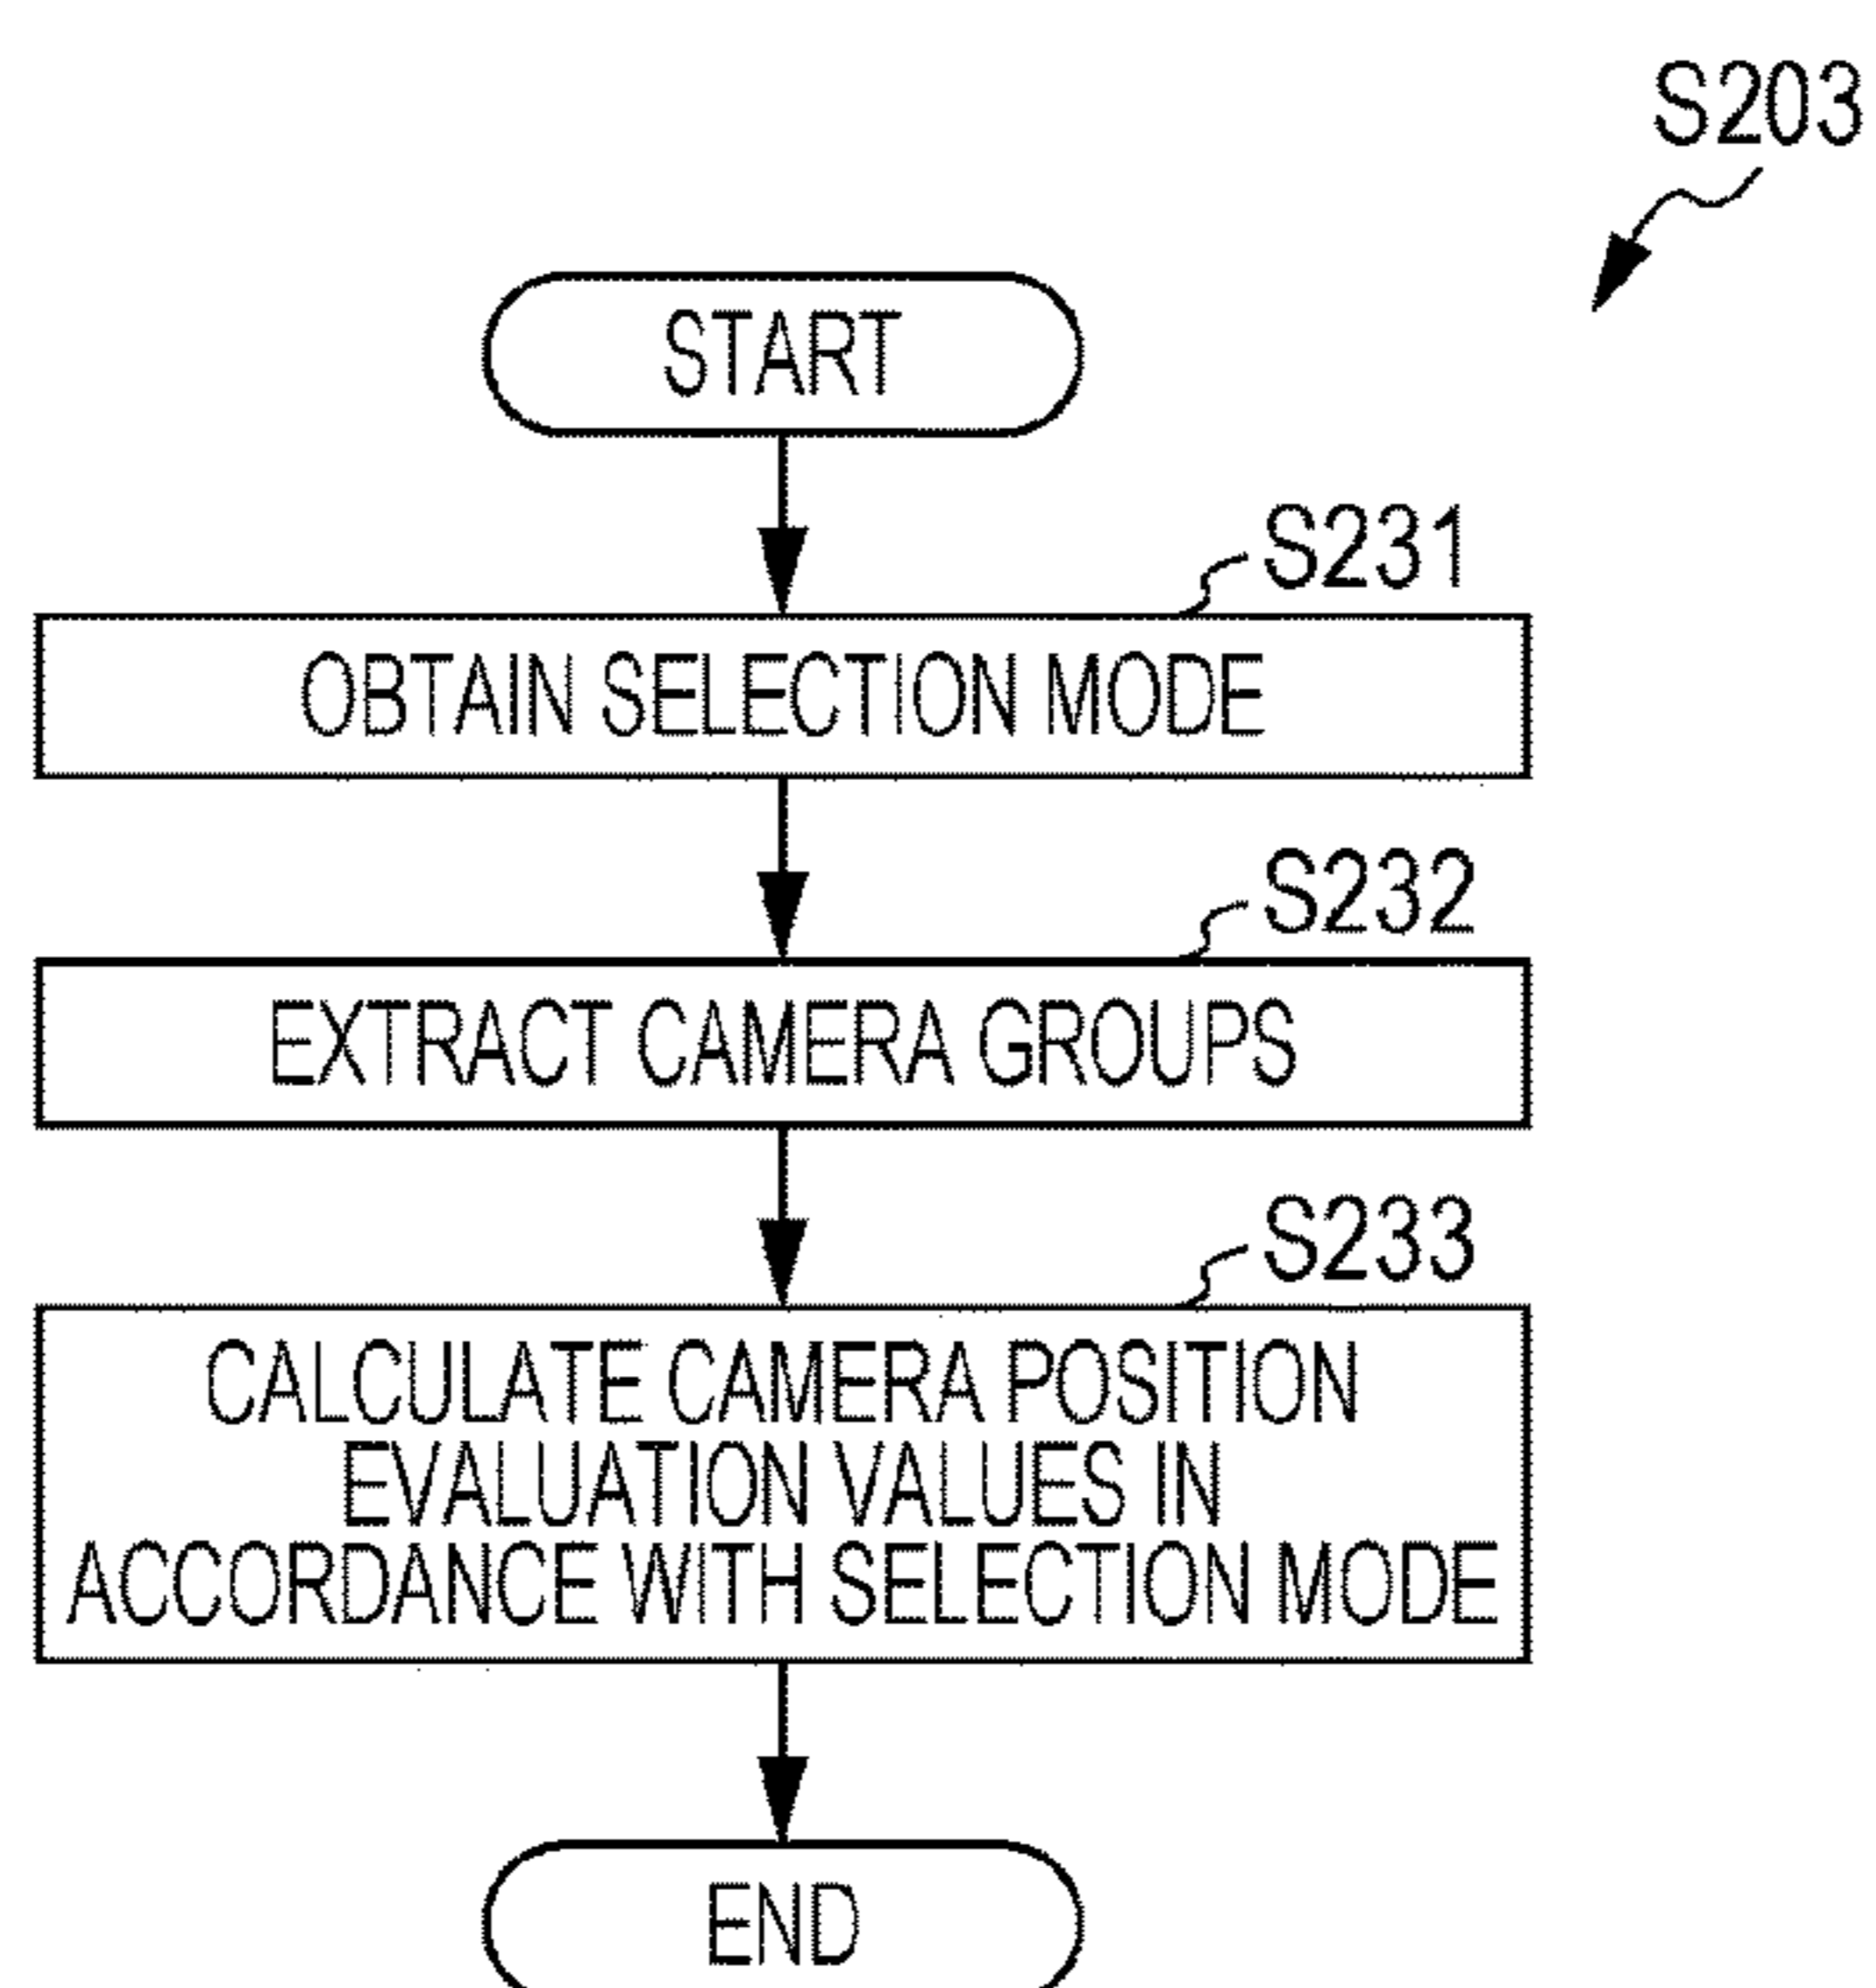 S203
START
S231
OBTAIN SELECTION MODE
S232
EXTRACT CAMERA GROUPS
S233
CALCULATE CAMERA POSITION
EVALUATION VALUES IN
ACCORDANCE WITH SELECTION MODE
END